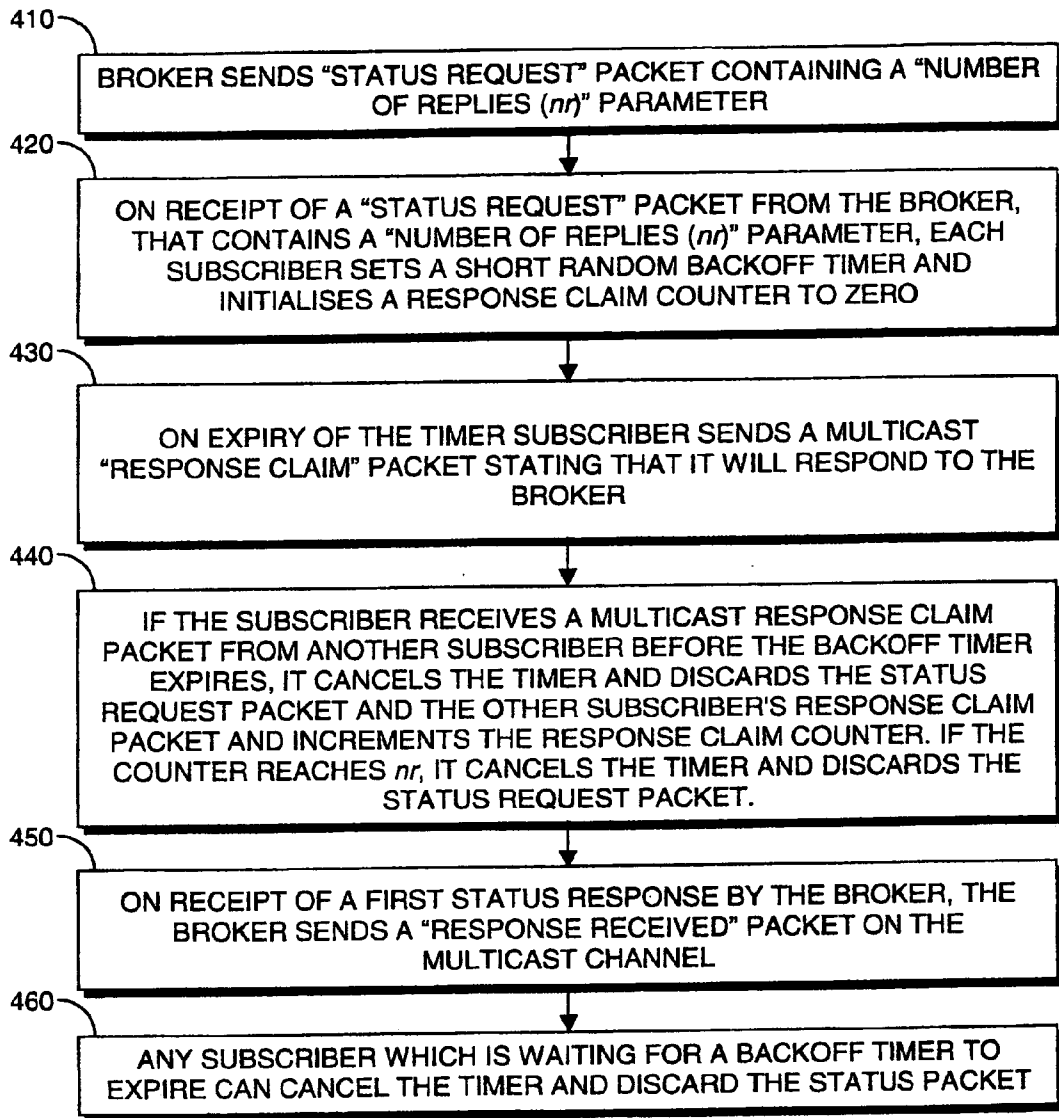 410
BROKER SENDS “STATUS REQUEST” PACKET CONTAINING A “NUMBER
OF REPLIES (nr)” PARAMETER
420
ON RECEIPT OF A “STATUS REQUEST” PACKET FROM THE BROKER,
THAT CONTAINS A “NUMBER OF REPLIES (nr)” PARAMETER, EACH
SUBSCRIBER SETS A SHORT RANDOM BACKOFF TIMER AND
INITIALISES A RESPONSE CLAIM COUNTER TO ZERO
430
ON EXPIRY OF THE TIMER SUBSCRIBER SENDS A MULTICAST
“RESPONSE CLAIM” PACKET STATING THAT IT WILL RESPOND TO THE
BROKER
440
IF THE SUBSCRIBER RECEIVES A MULTICAST RESPONSE CLAIM
PACKET FROM ANOTHER SUBSCRIBER BEFORE THE BACKOFF TIMER
EXPIRES, IT CANCELS THE TIMER AND DISCARDS THE STATUS
REQUEST PACKET AND THE OTHER SUBSCRIBER'S RESPONSE CLAIM
PACKET AND INCREMENTS THE RESPONSE CLAIM COUNTER. IF THE
COUNTER REACHES nr, IT CANCELS THE TIMER AND DISCARDS THE
STATUS REQUEST PACKET.
450
ON RECEIPT OF A FIRST STATUS RESPONSE BY THE BROKER, THE
BROKER SENDS A “RESPONSE RECEIVED” PACKET ON THE
MULTICAST CHANNEL
460
ANY SUBSCRIBER WHICH IS WAITING FOR A BACKOFF TIMER TO
EXPIRE CAN CANCEL THE TIMER AND DISCARD THE STATUS PACKET